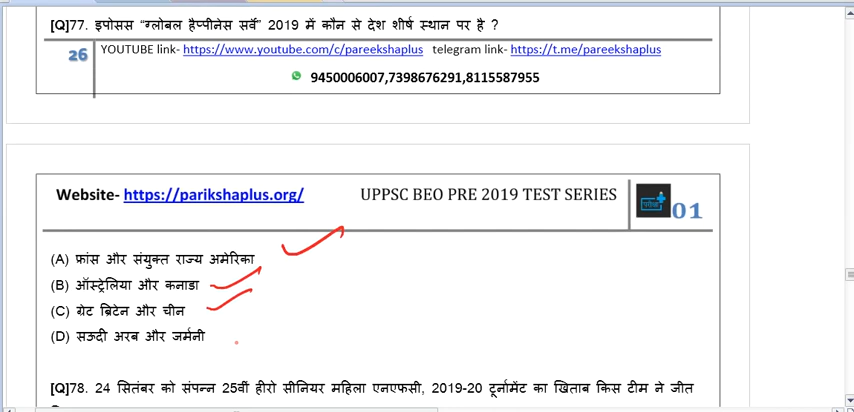 [Q]77. इपोसस “ग्लोबल हैप्पीनेस सर्वे” 2019 में कौन से देश शीर्ष स्थान पर है ?
26 YOUTUBE link- https://www.youtube.com/c/pareekshaplus telegram link- https://t.me/pareekshaplus
9450006007,7398676291,8115587955
Website- https://parikshaplus.org/ UPPSC BEO PRE 2019 TEST SERIES 01
(A) फ्रांस और संयुक्त राज्य अमेरिका
(B) ऑस्ट्रेलिया और कनाडा
(C) ग्रेट ब्रिटेन और चीन
(D) सऊदी अरब और जर्मनी
[Q]78. 24 सितंबर को संपन्न 25वीं हीरो सीनियर महिला एनएफसी, 2019-20 टूर्नामेंट का खिताब किस टीम ने जीत